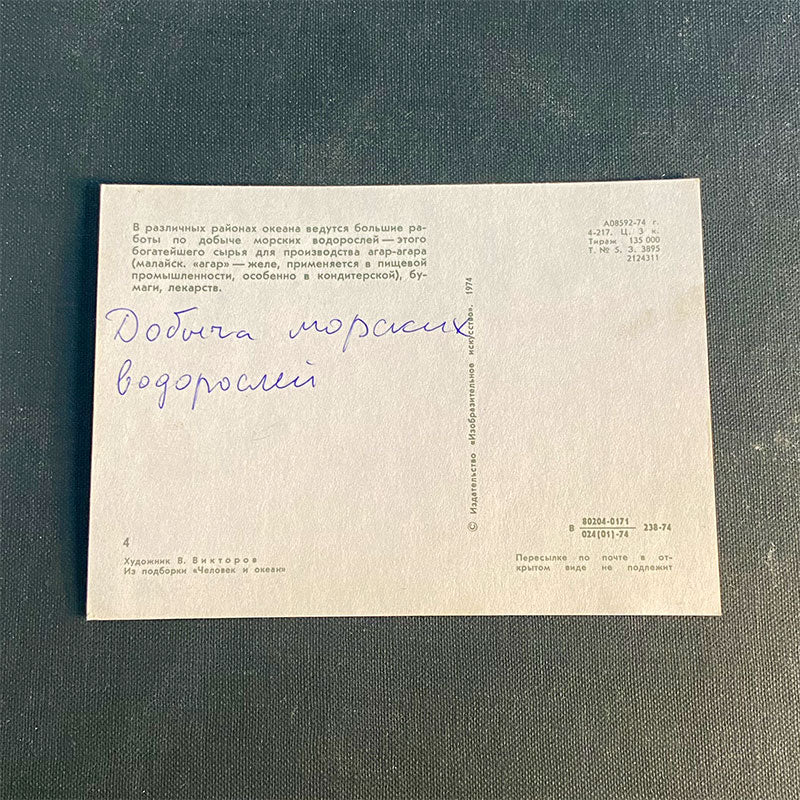 В различных районах океана ведутся большие ра-
боты по добыче морских водорослей — этого
богатейшего сырья для производства агар-агара
(малайск. «агар» — желе, применяется в пищевой
промышленности, особенно в кондитерской), бу-
маги, лекарств.
Добыча морских
водорослей
4
Художник В. Викторов
Из подборки «Человек и океан»
© Издательство «Изобразительное искусство». 1974
А08592-74 г.
4-217. Ц. 3 к.
Тираж 135 000
Т. № 5. З. 3895
2124311
В 80204-0171 238-74
024(01)-74
Пересылке по почте в от-
крытом виде не подлежит